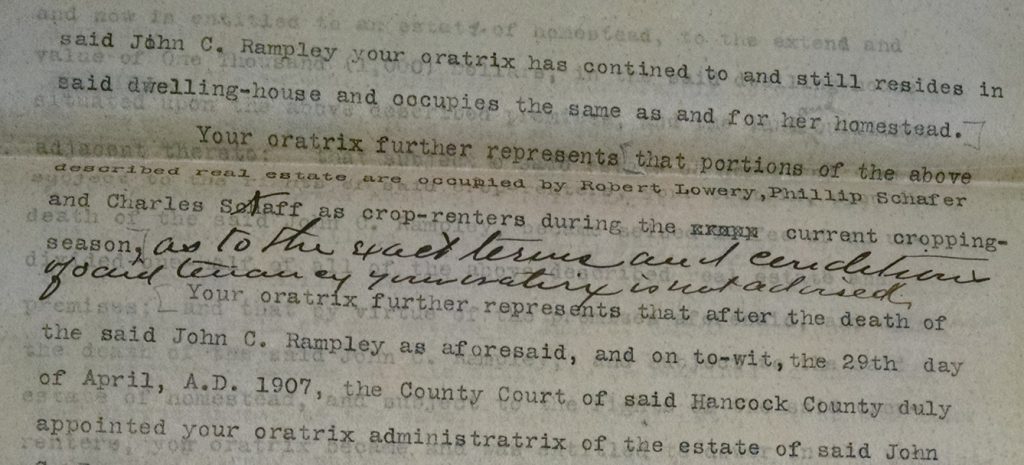 said John C. Rampley your oratrix has contined to and still resides in
said dwelling-house and occupies the same as and for her homestead.
Your oratrix further represents that portions of the above
described real estate are occupied by Robert Lowery, Phillip Schafer
and Charles Staff as crop-renters during the current cropping-
season, as to the exact terms and conditions
of said tenancy your oratrix is not advised.
Your oratrix further represents that after the death of
the said John C. Rampley as aforesaid, and on to-wit, the 29th day
of April, A.D. 1907, the County Court of said Hancock County duly
appointed your oratrix administratrix of the estate of said John